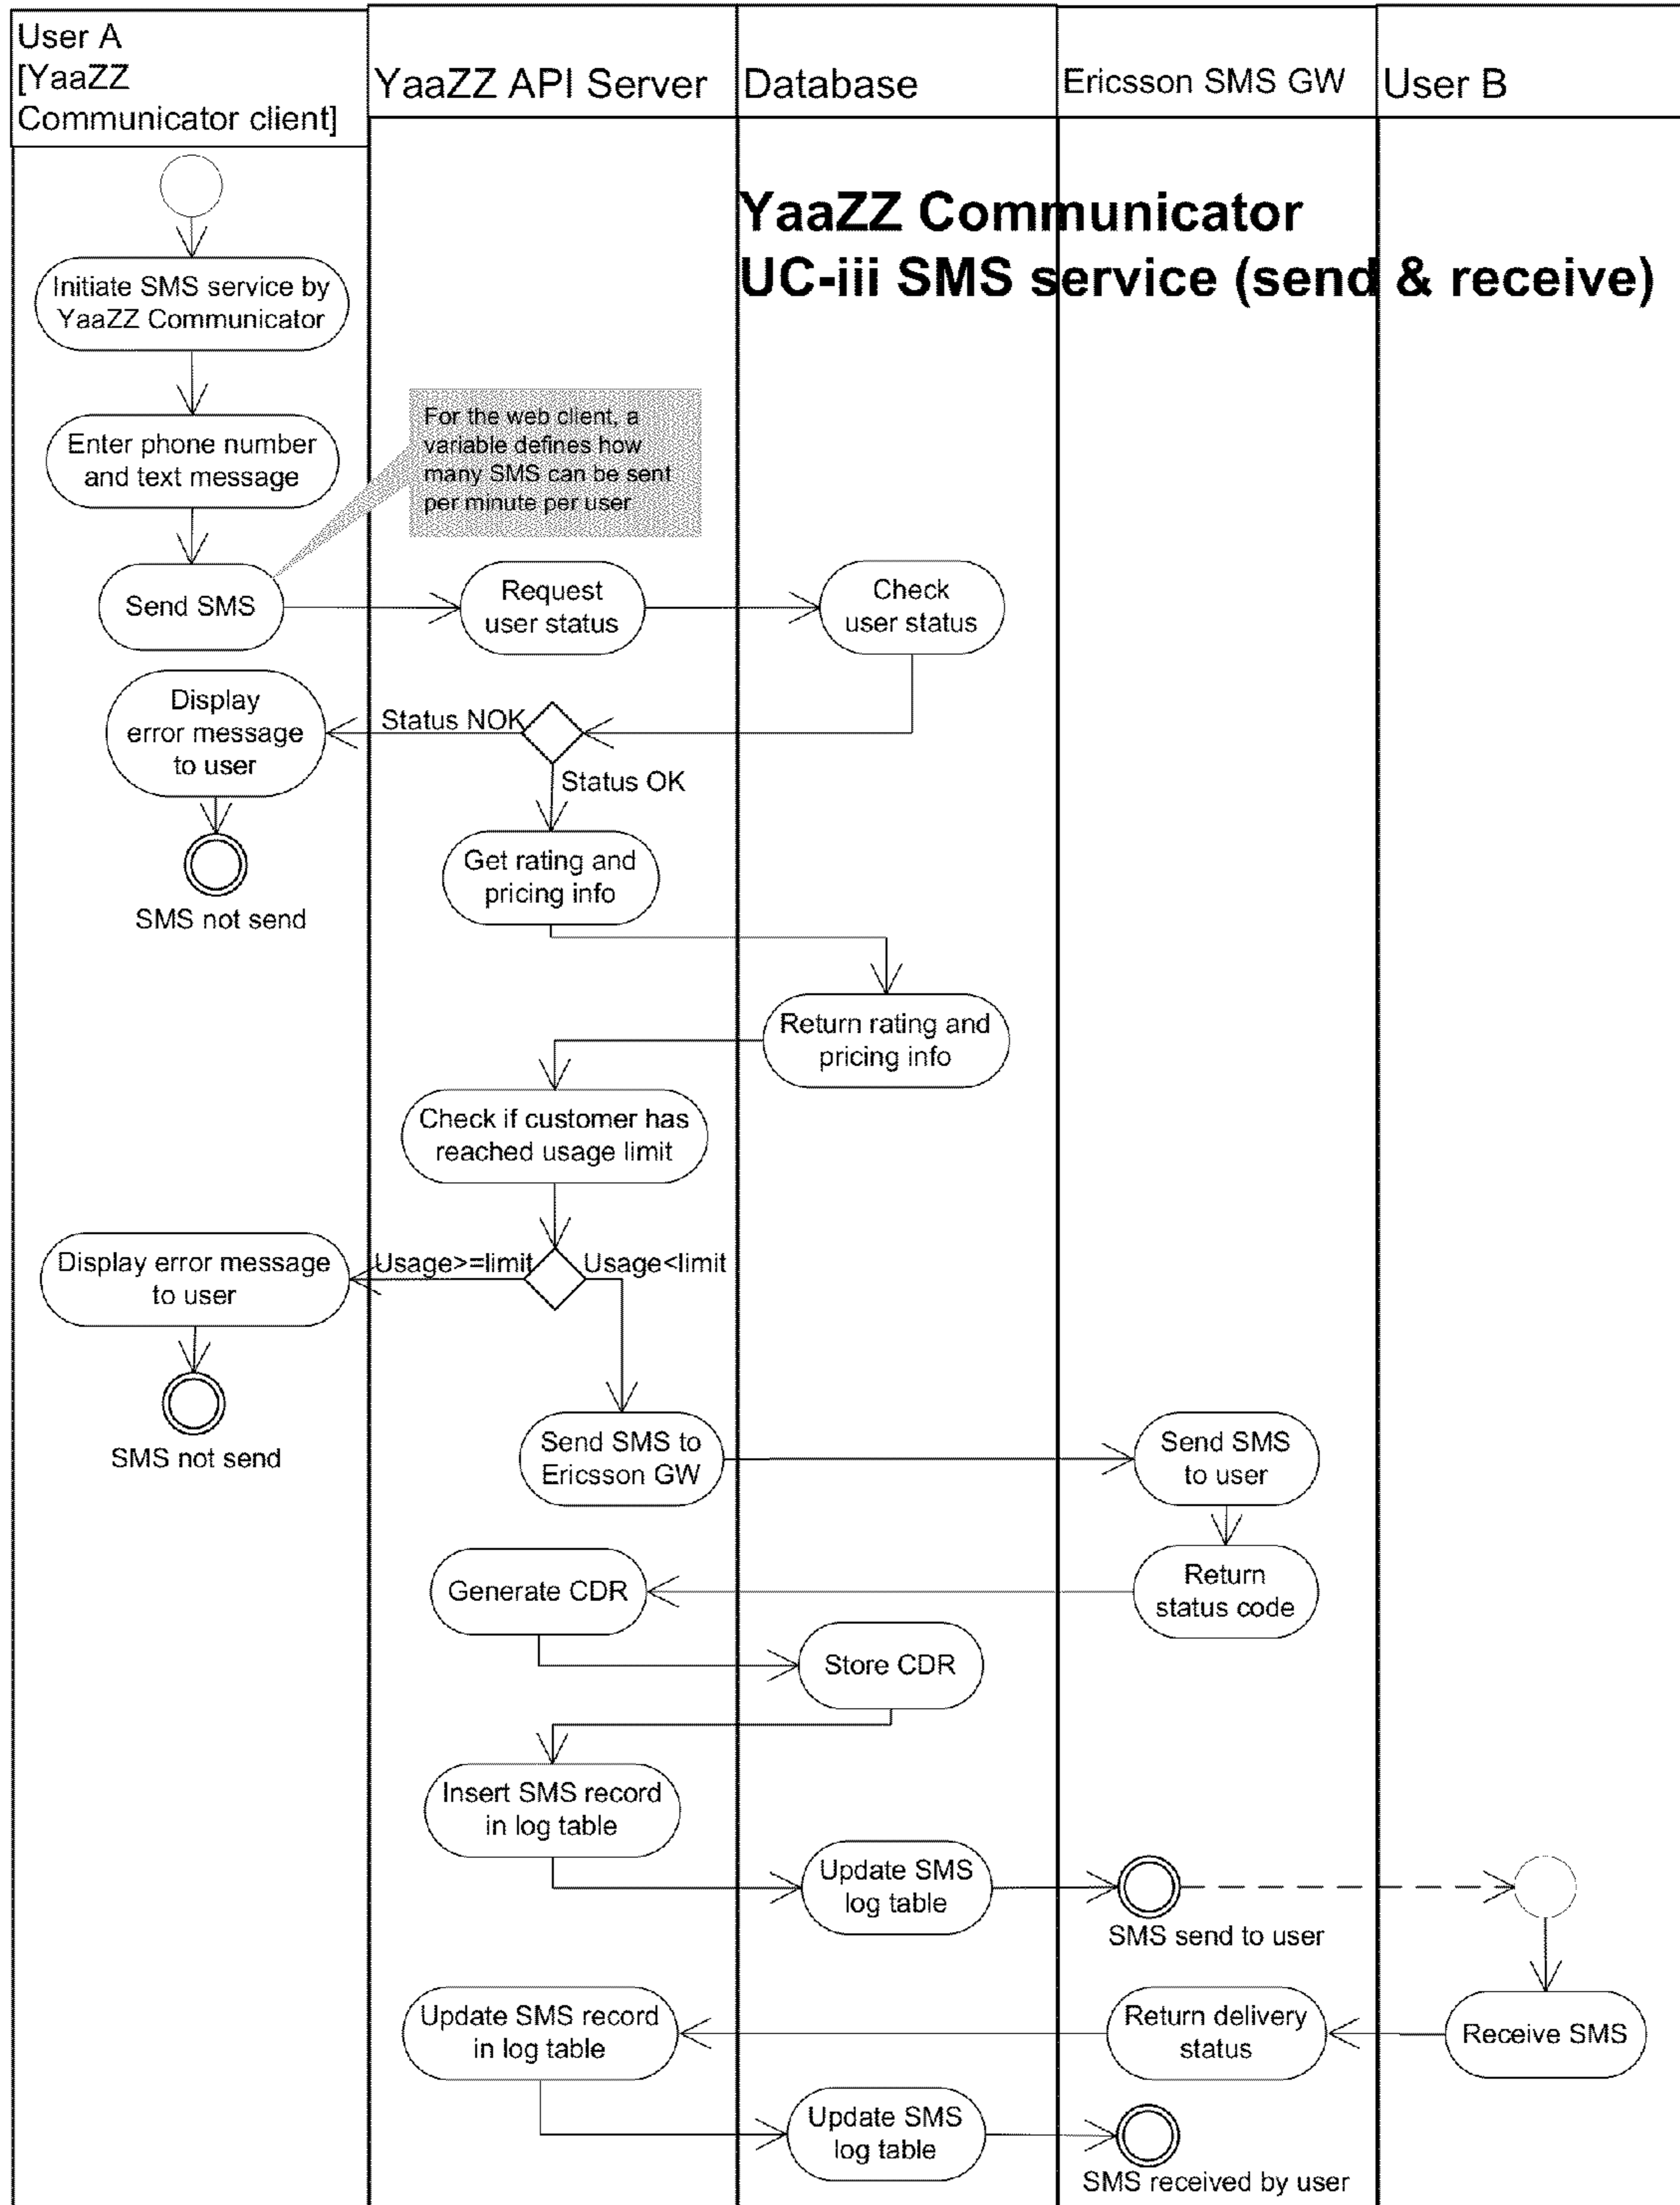 User A
[YaaZZ
Communicator client]
YaaZZ API Server
Database
Ericsson SMS GW
User B
YaaZZ Communicator
UC-iii SMS service (send & receive)
Initiate SMS service by
YaaZZ Communicator
Enter phone number
and text message
For the web client, a
variable defines how
many SMS can be sent
per minute per user
Send SMS
Request
user status
Check
user status
Display
error message
to user
Status NOK
Status OK
SMS not send
Get rating and
pricing info
Return rating and
pricing info
Check if customer has
reached usage limit
Display error message
to user
Usage>=limit
Usage<limit
SMS not send
Send SMS to
Ericsson GW
Send SMS
to user
Generate CDR
Return
status code
Store CDR
Insert SMS record
in log table
Update SMS
log table
SMS send to user
Update SMS record
in log table
Return delivery
status
Receive SMS
Update SMS
log table
SMS received by user